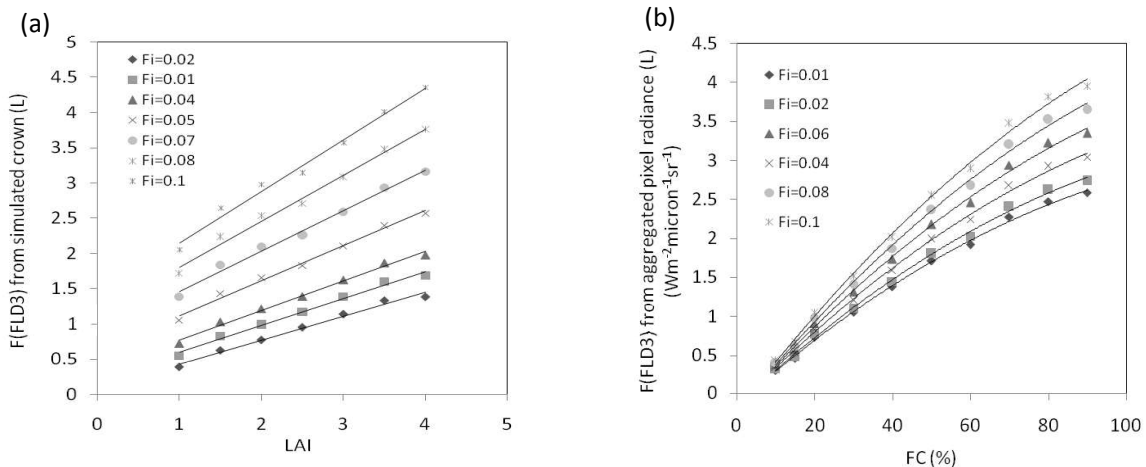 (a)
5
4.5
4
3.5
3
2.5
2
1.5
1
0.5
0
F(FLD3) from simulated crown (L)
Fi=0.02
Fi=0.01
Fi=0.04
Fi=0.05
Fi=0.07
Fi=0.08
Fi=0.1
0 1 2 3 4 5
LAI
(b)
4.5
4
3.5
3
2.5
2
1.5
1
0.5
0
F(FLD3) from aggregated pixel radiance (L)
(Wm⁻²micron⁻¹sr⁻¹)
Fi=0.01
Fi=0.02
Fi=0.06
Fi=0.04
Fi=0.08
Fi=0.1
0 20 40 60 80 100
FC (%)